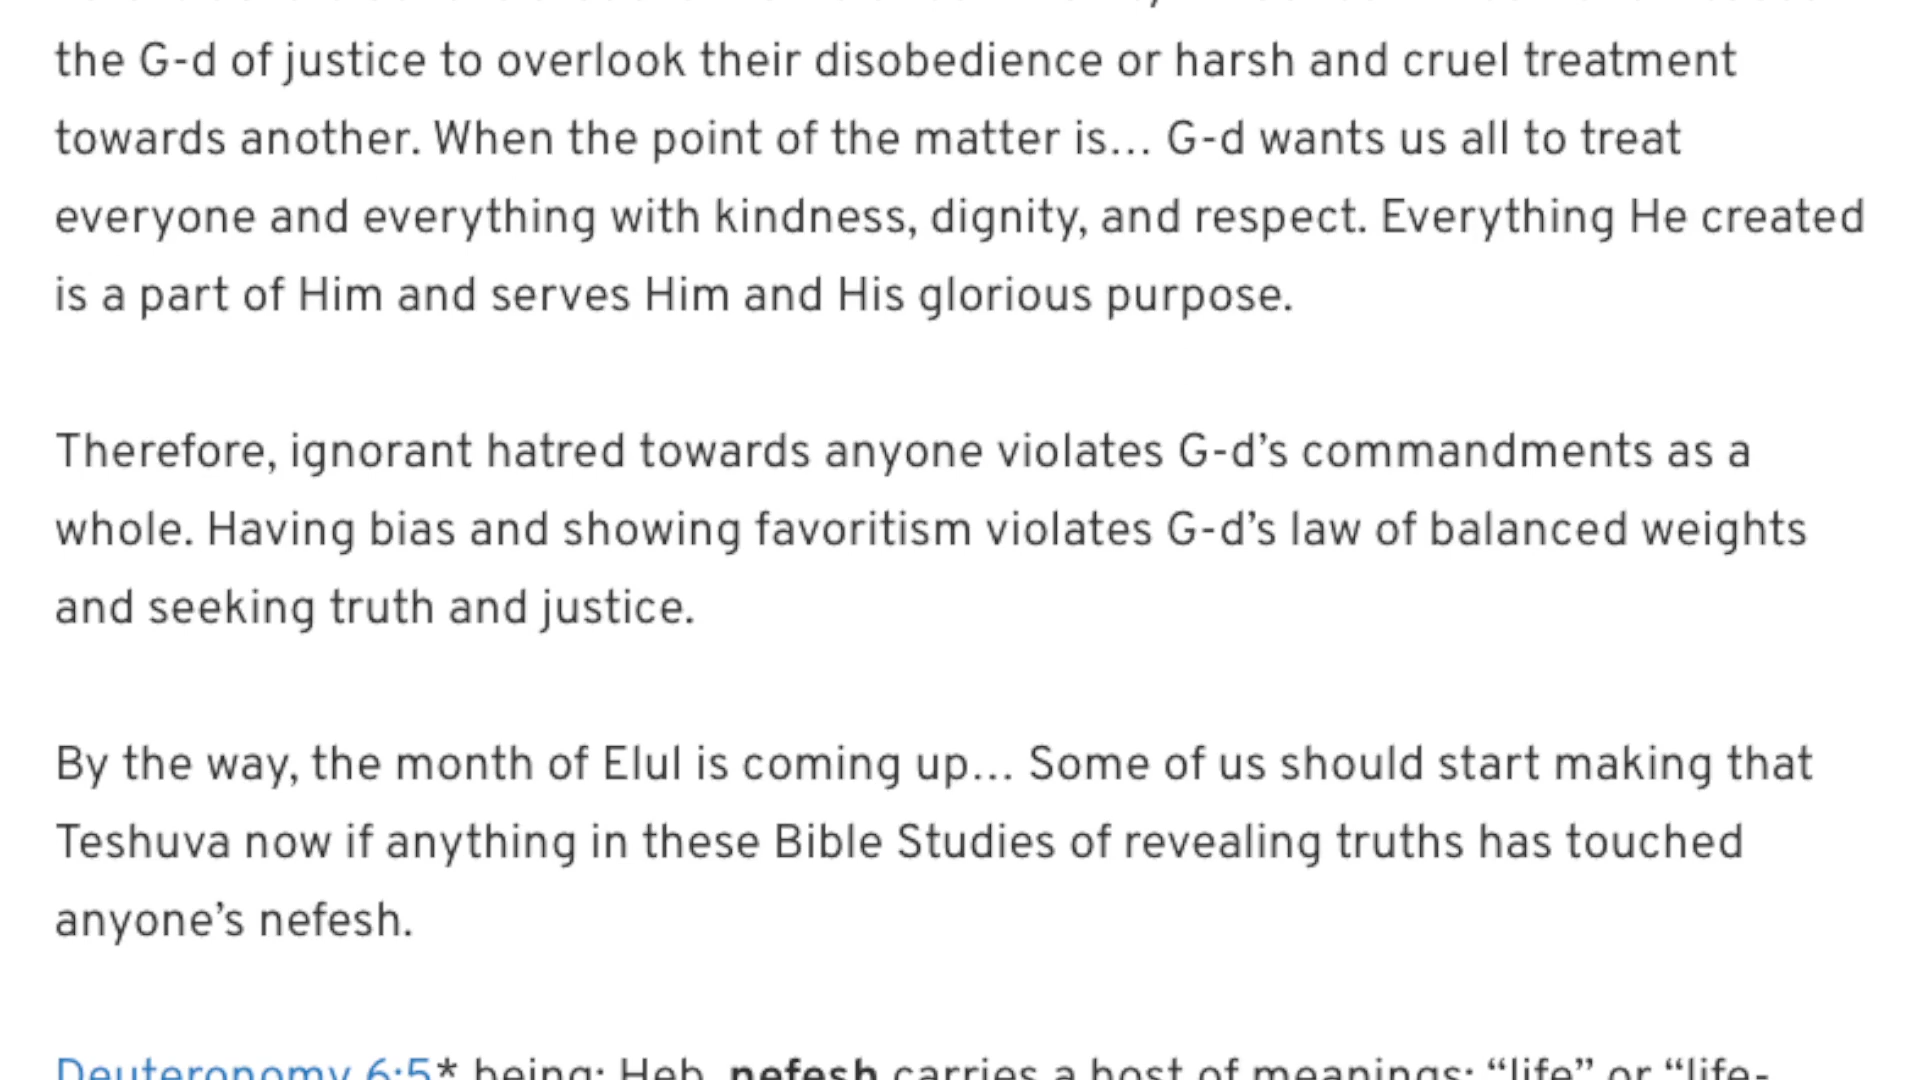 the G-d of justice to overlook their disobedience or harsh and cruel treatment
towards another. When the point of the matter is... G-d wants us all to treat
everyone and everything with kindness, dignity, and respect. Everything He created
is a part of Him and serves Him and His glorious purpose.
Therefore, ignorant hatred towards anyone violates G-d’s commandments as a
whole. Having bias and showing favoritism violates G-d’s law of balanced weights
and seeking truth and justice.
By the way, the month of Elul is coming up... Some of us should start making that
Teshuva now if anything in these Bible Studies of revealing truths has touched
anyone’s nefesh.
Deuteronomy 6:5* being: Heb. nefesh carries a host of meanings: “life” or “life-